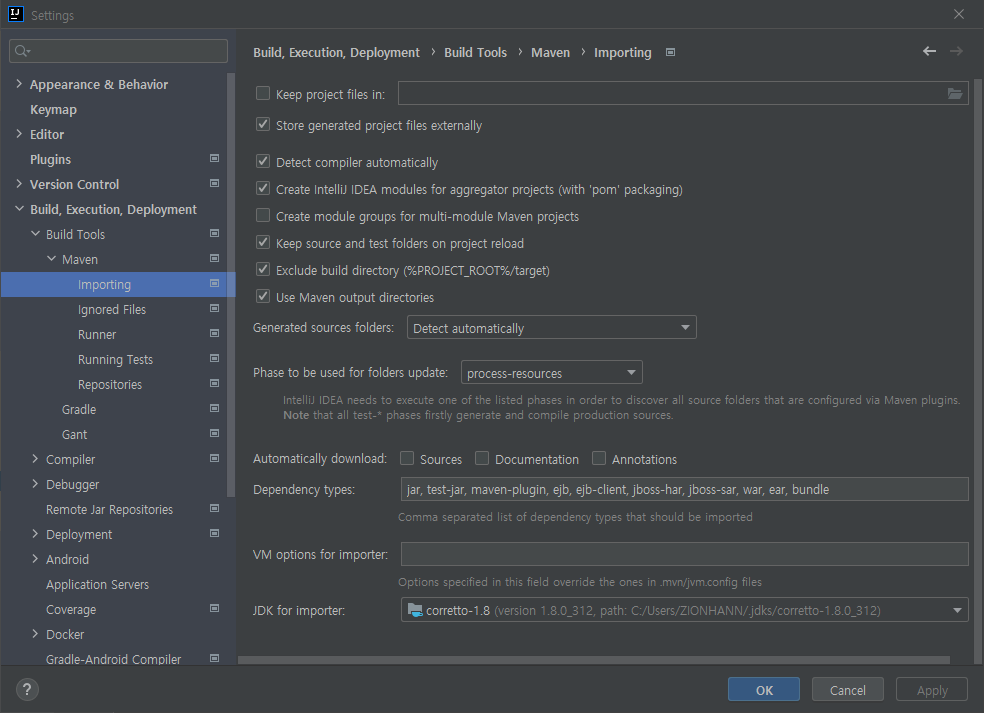 Settings
Appearance & Behavior
Keymap
Editor
Plugins
Version Control
Build, Execution, Deployment
Build Tools
Maven
Importing
Ignored Files
Runner
Running Tests
Repositories
Gradle
Gant
Compiler
Debugger
Remote Jar Repositories
Deployment
Android
Application Servers
Coverage
Docker
Gradle-Android Compiler
Build, Execution, Deployment › Build Tools › Maven › Importing
Keep project files in:
Store generated project files externally
Detect compiler automatically
Create IntelliJ IDEA modules for aggregator projects (with 'pom' packaging)
Create module groups for multi-module Maven projects
Keep source and test folders on project reload
Exclude build directory (%PROJECT_ROOT%/target)
Use Maven output directories
Generated sources folders: Detect automatically
Phase to be used for folders update: process-resources
IntelliJ IDEA needs to execute one of the listed phases in order to discover all source folders that are configured via Maven plugins.
Note that all test-* phases firstly generate and compile production sources.
Automatically download: Sources Documentation Annotations
Dependency types: jar, test-jar, maven-plugin, ejb, ejb-client, jboss-har, jboss-sar, war, ear, bundle
Comma separated list of dependency types that should be imported
VM options for importer:
Options specified in this field override the ones in .mvn/jvm.config files
JDK for importer: corretto-1.8 (version 1.8.0_312, path: C:/Users/ZIONHANN/.jdks/corretto-1.8.0_312)
? OK Cancel Apply